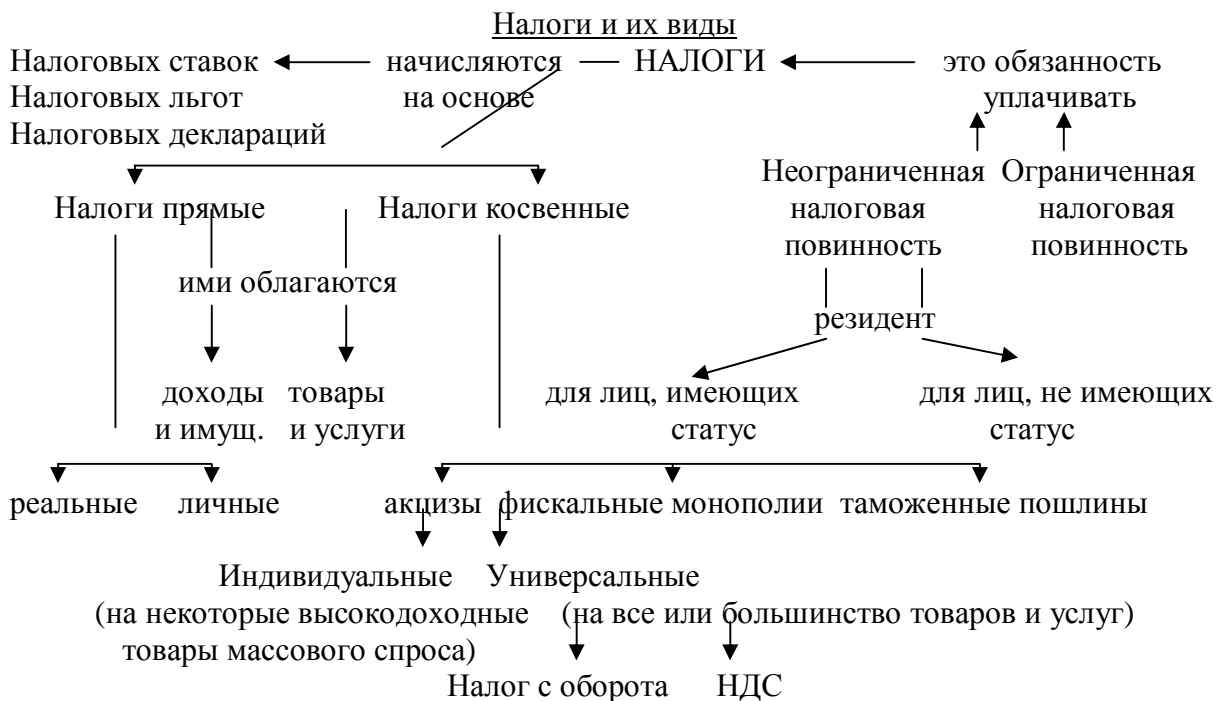 Налоги и их виды
Налоговых ставок начисляются НАЛОГИ это обязанность
Налоговых льгот на основе уплачивать
Налоговых деклараций
Неограниченная Ограниченная
Налоги прямые Налоги косвенные налоговая налоговая
повинность повинность
ими облагаются
резидент
доходы товары для лиц, имеющих для лиц, не имеющих
и имущ. и услуги статус статус
реальные личные акцизы фискальные монополии таможенные пошлины
Индивидуальные Универсальные
(на некоторые высокодоходные (на все или большинство товаров и услуг)
товары массового спроса)
Налог с оборота НДС